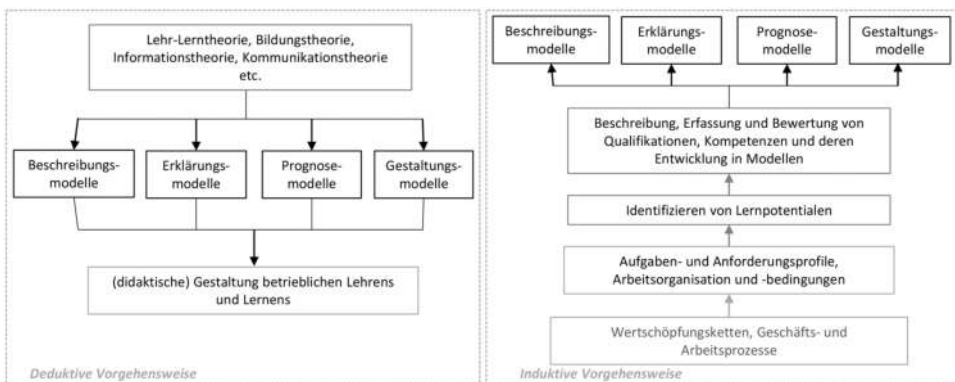 Lehr-Lerntheorie, Bildungstheorie,
Informationstheorie, Kommunikationstheorie
etc.
Beschreibungs-
modelle
Erklärungs-
modelle
Prognose-
modelle
Gestaltungs-
modelle
(didaktische) Gestaltung betrieblichen Lehrens
und Lernens
Deduktive Vorgehensweise
Beschreibungs-
modelle
Erklärungs-
modelle
Prognose-
modelle
Gestaltungs-
modelle
Beschreibung, Erfassung und Bewertung von
Qualifikationen, Kompetenzen und deren
Entwicklung in Modellen
Identifizieren von Lernpotentialen
Aufgaben- und Anforderungsprofile,
Arbeitsorganisation und -bedingungen
Wertschöpfungsketten, Geschäfts- und
Arbeitsprozesse
Induktive Vorgehensweise